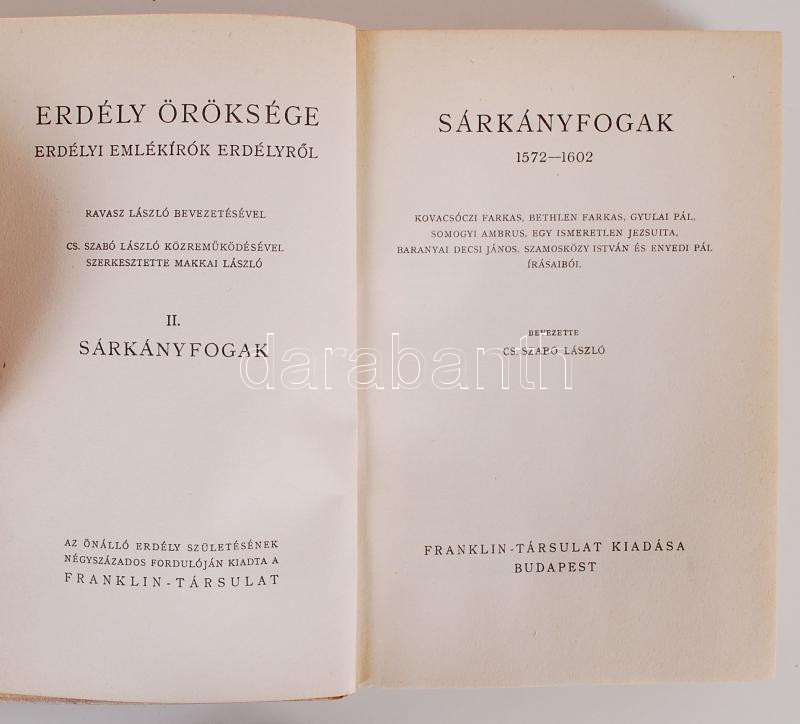 ERDÉLY ÖRÖKSÉGE
ERDÉLYI EMLÉKÍRÓK ERDÉLYRŐL
RAVASZ LÁSZLÓ BEVEZETÉSÉVEL
CS. SZABÓ LÁSZLÓ KÖZREMŰKÖDÉSÉVEL
SZERKESZTETTE MAKKAI LÁSZLÓ
II.
SÁRKÁNYFOGAK
AZ ÖNÁLLÓ ERDÉLY SZÜLETÉSÉNEK
NÉGYSZÁZADOS FORDULÓJÁN KIADTA A
FRANKLIN-TÁRSULAT
SÁRKÁNYFOGAK
1572—1602
KOVACSÓCZI FARKAS, BETHLEN FARKAS, GYULAI PÁL,
SOMOGYI AMBRUS, EGY ISMERETLEN JEZSUITA,
BARANYAI DECSI JÁNOS, SZAMOSKÖZY ISTVÁN ÉS ENYEDI PÁL
ÍRÁSAIBÓL
BEVEZETTE
CS. SZABÓ LÁSZLÓ
FRANKLIN-TÁRSULAT KIADÁSA
BUDAPEST
darabanth